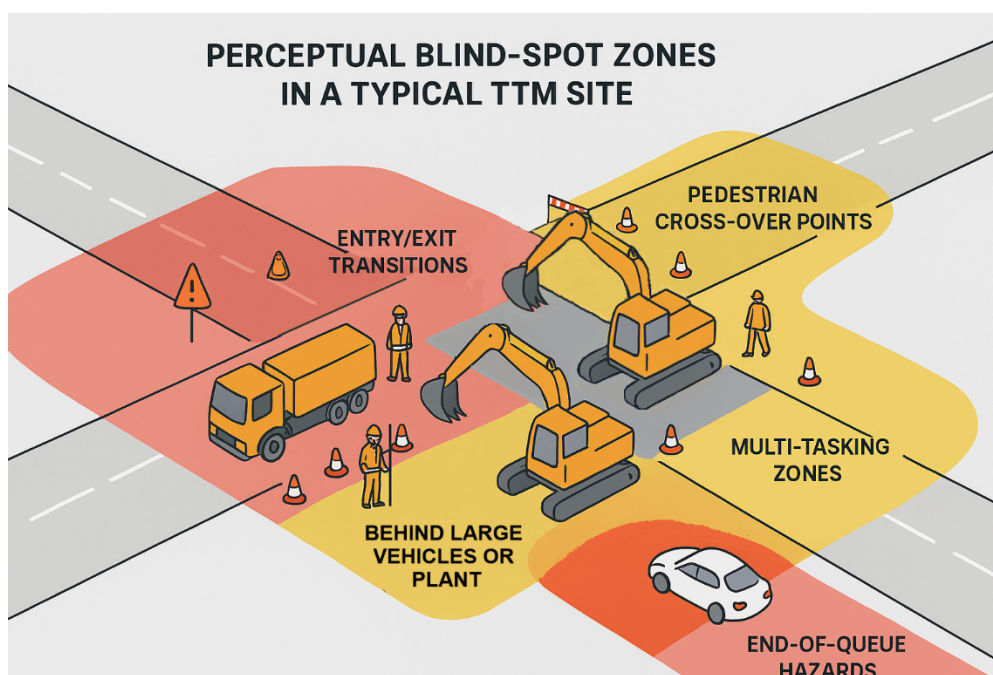 PERCEPTUAL BLIND-SPOT ZONES
IN A TYPICAL TTM SITE
PEDESTRIAN
CROSS-OVER POINTS
ENTRY/EXIT
TRANSITIONS
MULTI-TASKING
ZONES
BEHIND LARGE
VEHICLES OR
PLANT
END-OF-QUEUE
HAZARDS